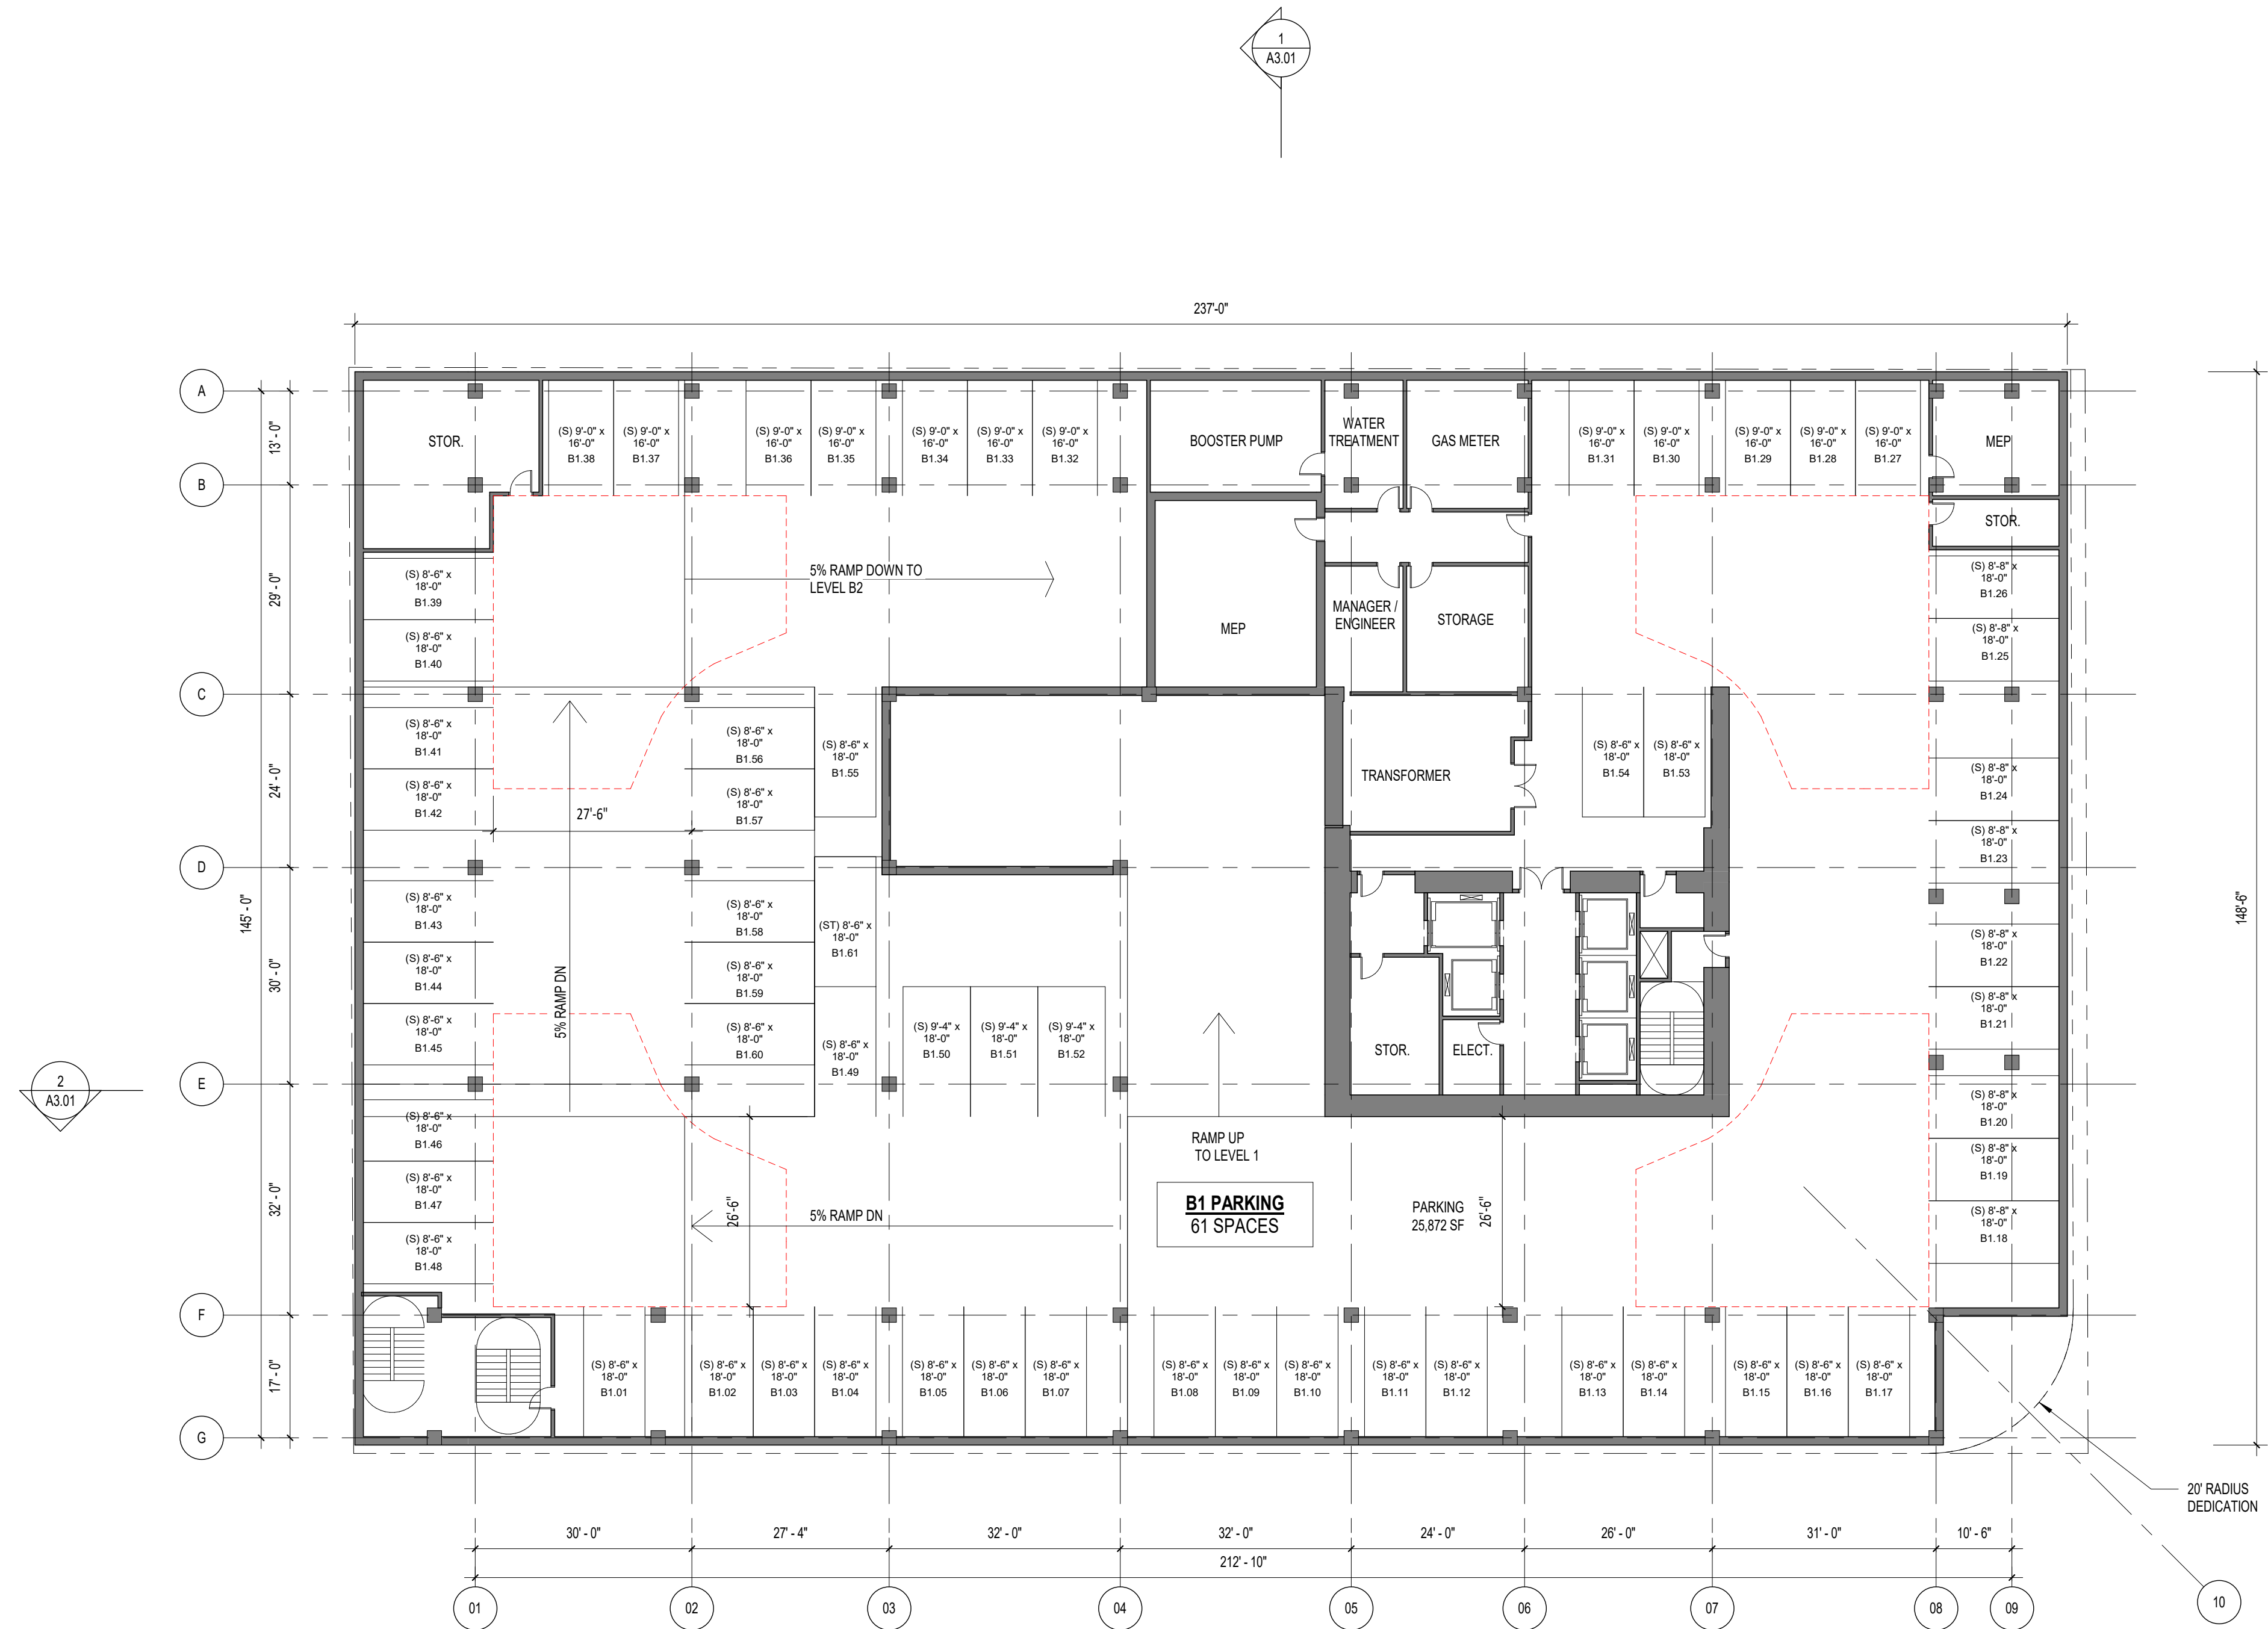 1
A3.01
237'-0"
A
B
C
D
E
F
G
13' - 0"
29' - 0"
24' - 0"
30' - 0"
32' - 0"
17' - 0"
145' - 0"
148'-6"
2
A3.01
STOR.
(S) 9'-0" x
16'-0"
B1.38
(S) 9'-0" x
16'-0"
B1.37
(S) 9'-0" x
16'-0"
B1.36
(S) 9'-0" x
16'-0"
B1.35
(S) 9'-0" x
16'-0"
B1.34
(S) 9'-0" x
16'-0"
B1.33
(S) 9'-0" x
16'-0"
B1.32
BOOSTER PUMP
WATER
TREATMENT
GAS METER
(S) 9'-0" x
16'-0"
B1.31
(S) 9'-0" x
16'-0"
B1.30
(S) 9'-0" x
16'-0"
B1.29
(S) 9'-0" x
16'-0"
B1.28
(S) 9'-0" x
16'-0"
B1.27
MEP
STOR.
(S) 8'-6" x
18'-0"
B1.39
(S) 8'-6" x
18'-0"
B1.40
5% RAMP DOWN TO
LEVEL B2
MEP
MANAGER /
ENGINEER
STORAGE
(S) 8'-8" x
18'-0"
B1.26
(S) 8'-8" x
18'-0"
B1.25
(S) 8'-6" x
18'-0"
B1.41
(S) 8'-6" x
18'-0"
B1.42
27'-6"
(S) 8'-6" x
18'-0"
B1.56
(S) 8'-6" x
18'-0"
B1.57
(S) 8'-6" x
18'-0"
B1.55
TRANSFORMER
(S) 8'-6" x
18'-0"
B1.54
(S) 8'-6" x
18'-0"
B1.53
(S) 8'-8" x
18'-0"
B1.24
(S) 8'-8" x
18'-0"
B1.23
(S) 8'-6" x
18'-0"
B1.43
(S) 8'-6" x
18'-0"
B1.44
(S) 8'-6" x
18'-0"
B1.45
5% RAMP DN
(S) 8'-6" x
18'-0"
B1.58
(S) 8'-6" x
18'-0"
B1.59
(S) 8'-6" x
18'-0"
B1.60
(ST) 8'-6" x
18'-0"
B1.61
(S) 8'-6" x
18'-0"
B1.49
(S) 9'-4" x
18'-0"
B1.50
(S) 9'-4" x
18'-0"
B1.51
(S) 9'-4" x
18'-0"
B1.52
STOR.
ELECT.
(S) 8'-8" x
18'-0"
B1.22
(S) 8'-8" x
18'-0"
B1.21
(S) 8'-8" x
18'-0"
B1.20
(S) 8'-8" x
18'-0"
B1.19
(S) 8'-8" x
18'-0"
B1.18
(S) 8'-6" x
18'-0"
B1.46
(S) 8'-6" x
18'-0"
B1.47
(S) 8'-6" x
18'-0"
B1.48
26'-6"
5% RAMP DN
RAMP UP
TO LEVEL 1
B1 PARKING
61 SPACES
PARKING
25,872 SF
26'-6"
(S) 8'-6" x
18'-0"
B1.01
(S) 8'-6" x
18'-0"
B1.02
(S) 8'-6" x
18'-0"
B1.03
(S) 8'-6" x
18'-0"
B1.04
(S) 8'-6" x
18'-0"
B1.05
(S) 8'-6" x
18'-0"
B1.06
(S) 8'-6" x
18'-0"
B1.07
(S) 8'-6" x
18'-0"
B1.08
(S) 8'-6" x
18'-0"
B1.09
(S) 8'-6" x
18'-0"
B1.10
(S) 8'-6" x
18'-0"
B1.11
(S) 8'-6" x
18'-0"
B1.12
(S) 8'-6" x
18'-0"
B1.13
(S) 8'-6" x
18'-0"
B1.14
(S) 8'-6" x
18'-0"
B1.15
(S) 8'-6" x
18'-0"
B1.16
(S) 8'-6" x
18'-0"
B1.17
20' RADIUS
DEDICATION
30' - 0"
27' - 4"
32' - 0"
32' - 0"
24' - 0"
26' - 0"
31' - 0"
10' - 6"
212' - 10"
01
02
03
04
05
06
07
08
09
10